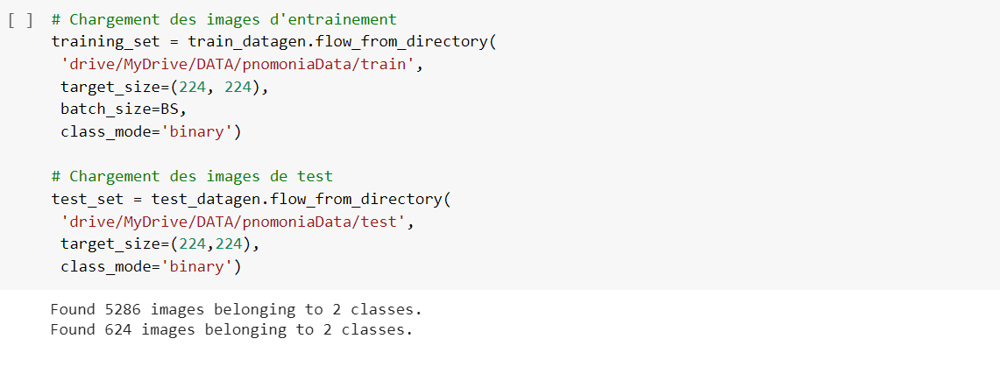 [ ] # Chargement des images d'entrainement
training_set = train_datagen.flow_from_directory(
'drive/MyDrive/DATA/pnomoniaData/train',
target_size=(224, 224),
batch_size=BS,
class_mode='binary')
# Chargement des images de test
test_set = test_datagen.flow_from_directory(
'drive/MyDrive/DATA/pnomoniaData/test',
target_size=(224,224),
class_mode='binary')
Found 5286 images belonging to 2 classes.
Found 624 images belonging to 2 classes.